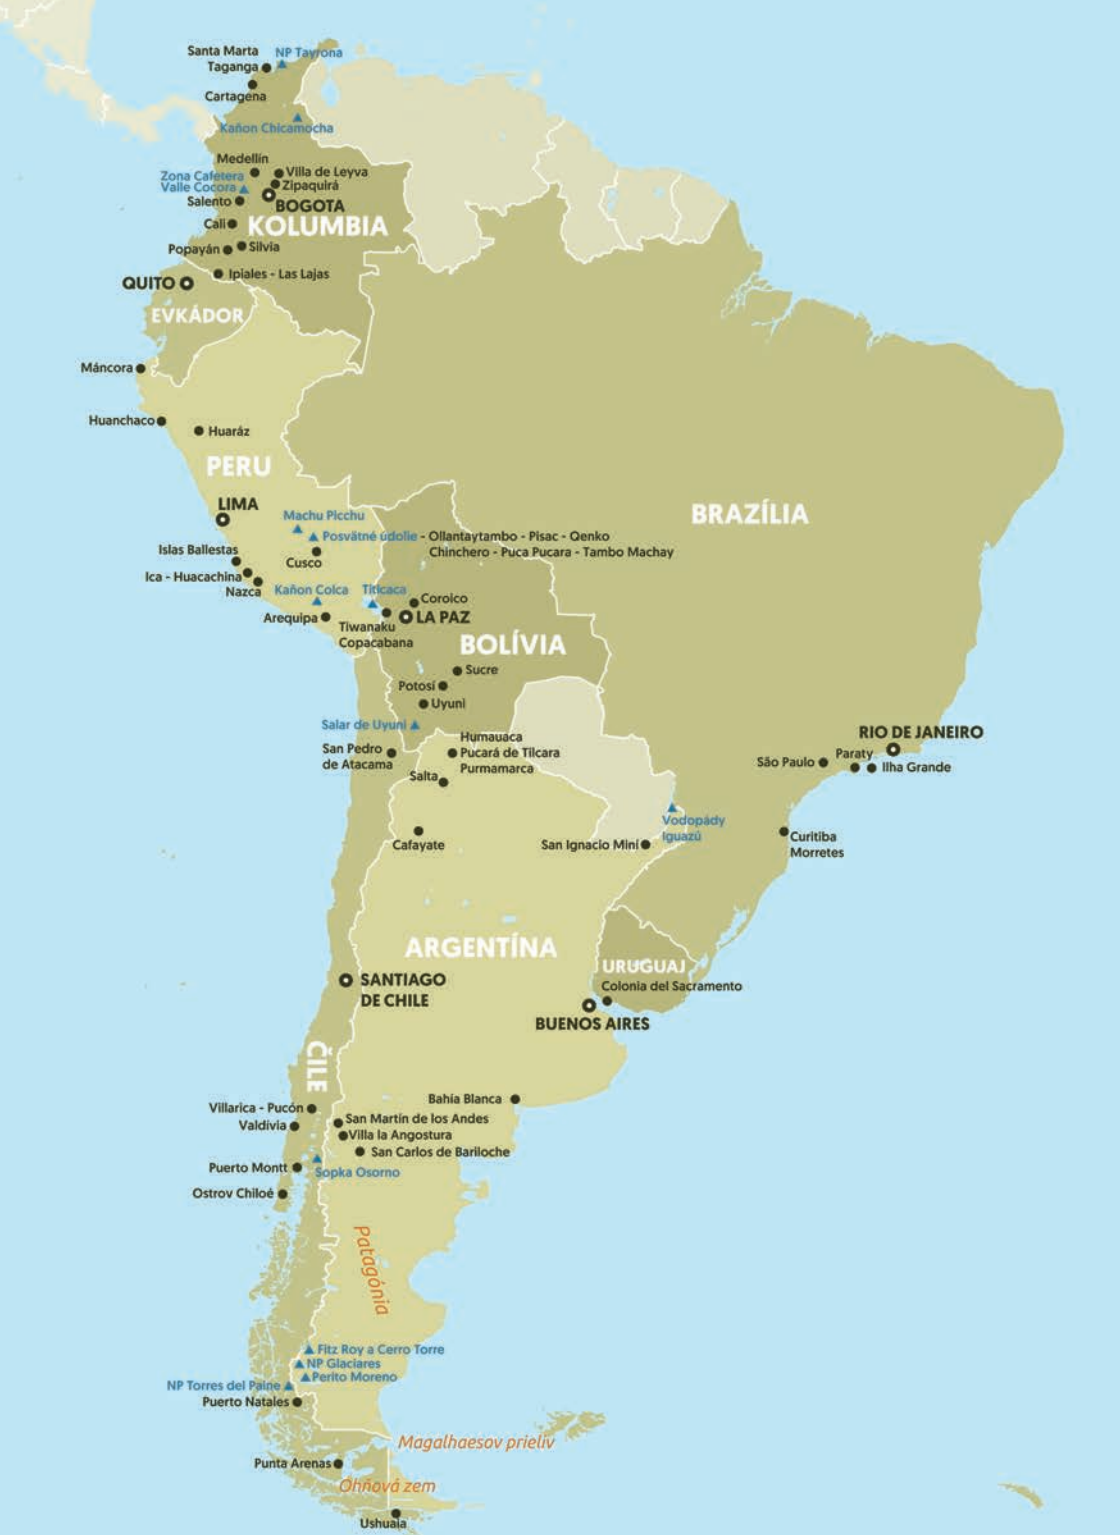 Santa Marta
NP Tayrona
Taganga
Cartagena
Kaňon Chicamocha
Medellín
Villa de Leyva
Zona Cafetera
Zipaquirá
Valle Cocora
Salento
BOGOTA
Cali
KOLUMBIA
Popayán
Silvia
Ipiales - Las Lajas
QUITO
EVKÁDOR
Máncora
Huanchaco
Huaráz
PERU
LIMA
Machu Picchu
BRAZÍLIA
Posvätné údolie - Ollantaytambo - Pisac - Qenko
Chinchero - Puca Pucara - Tambo Machay
Islas Ballestas
Cusco
Ica - Huacachina
Nazca
Kaňon Colca
Titicaca
Coroico
Arequipa
LA PAZ
Tiwanaku
Copacabana
BOLÍVIA
Sucre
Potosí
Uyuni
Salar de Uyuni
RIO DE JANEIRO
Humauaca
San Pedro
de Atacama
Pucará de Tilcara
Purmamarca
Paraty
São Paulo
Ilha Grande
Salta
Vodopády
Iguazú
Cafayate
San Ignacio Miní
Curitiba
Morretes
ARGENTÍNA
URUGUAJ
SANTIAGO
DE CHILE
Colonia del Sacramento
BUENOS AIRES
ČILE
Bahía Blanca
Villarica - Pucón
San Martín de los Andes
Valdívia
Villa la Angostura
San Carlos de Bariloche
Puerto Montt
Sopka Osorno
Ostrov Chiloé
Patagónia
Fitz Roy a Cerro Torre
NP Glaciares
Perito Moreno
NP Torres del Paine
Puerto Natales
Magalhaesov prieliv
Punta Arenas
Ohňová zem
Ushuaia